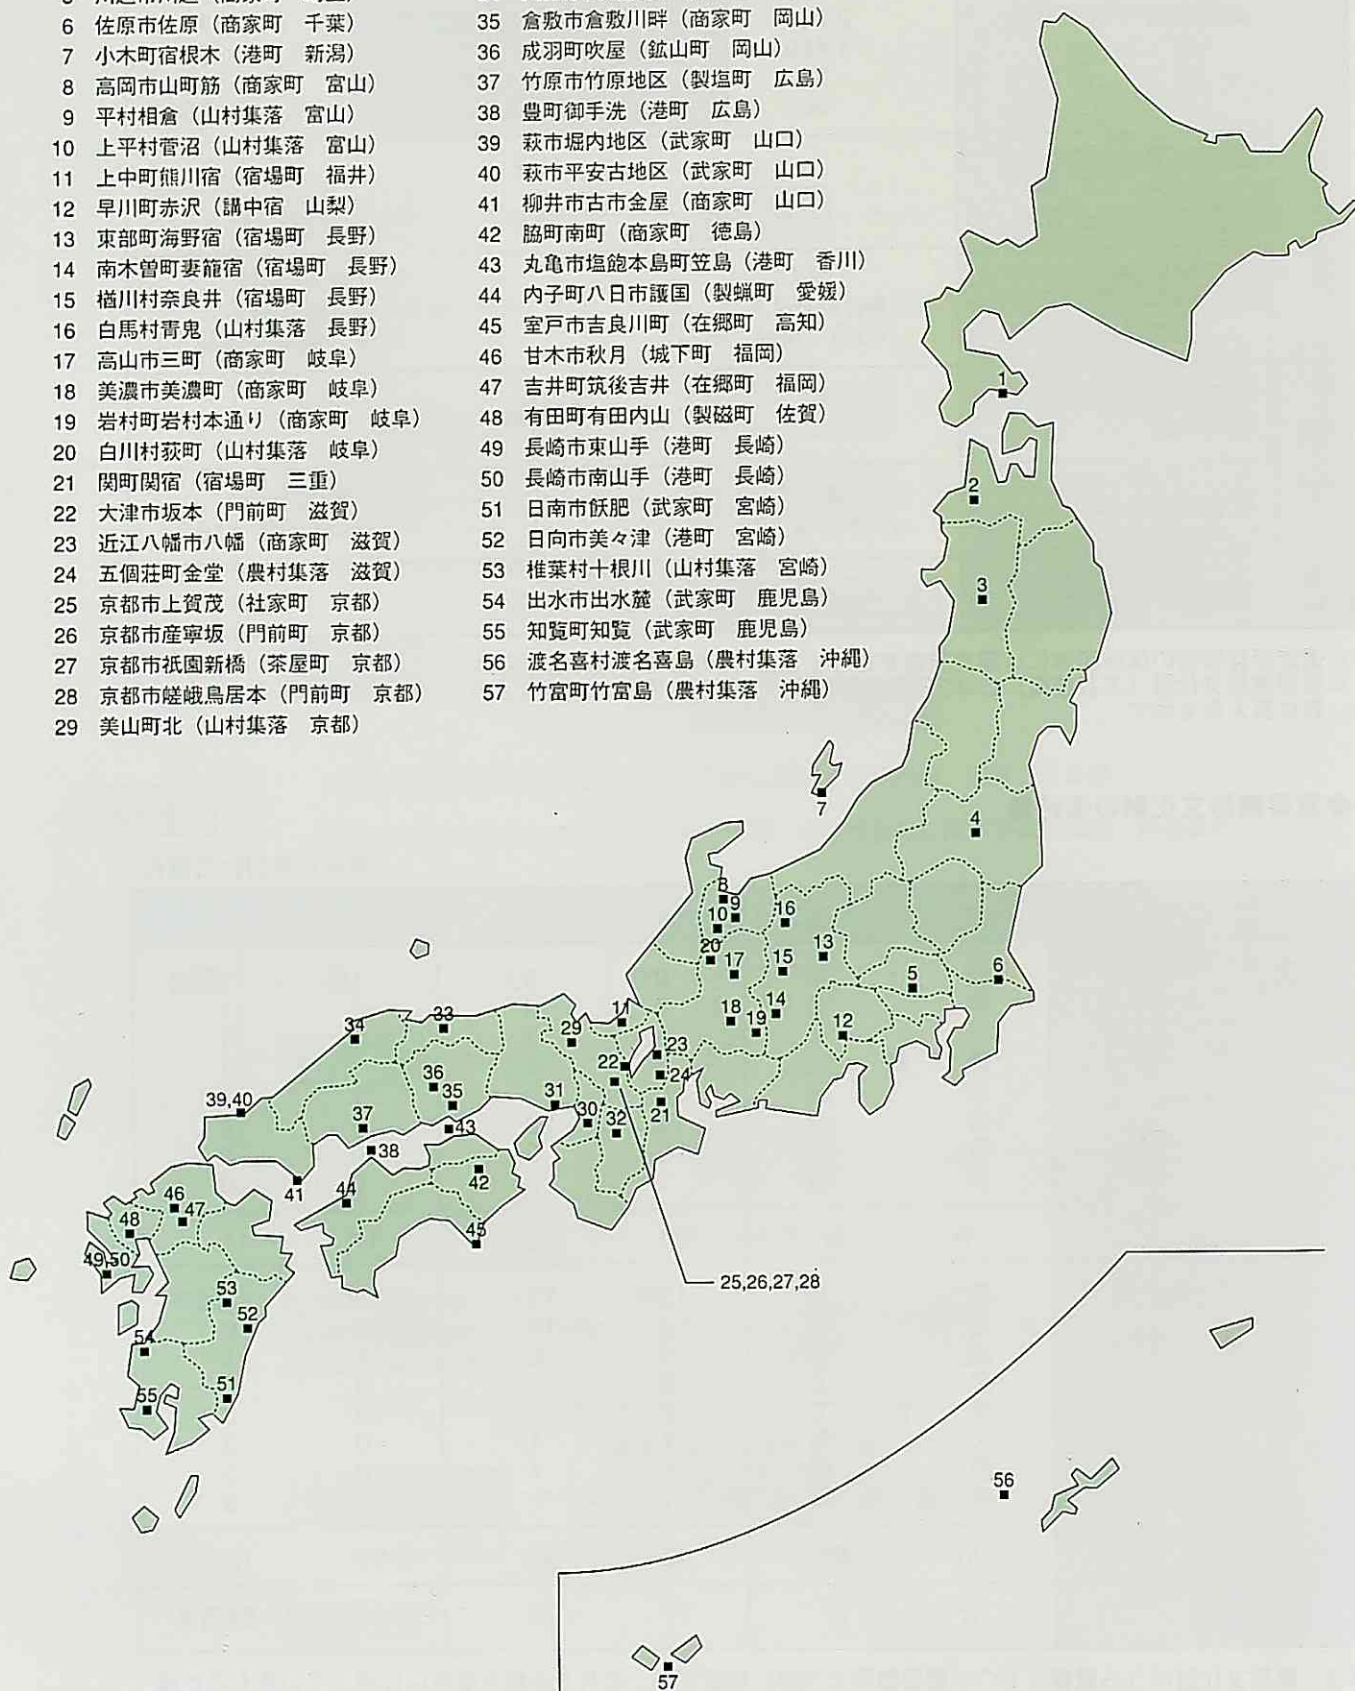 6 佐原市佐原（商家町　千葉）
7 小木町宿根木（港町　新潟）
8 高岡市山町筋（商家町　富山）
9 平村相倉（山村集落　富山）
10 上平村菅沼（山村集落　富山）
11 上中町熊川宿（宿場町　福井）
12 早川町赤沢（講中宿　山梨）
13 東部町海野宿（宿場町　長野）
14 南木曽町妻籠宿（宿場町　長野）
15 楢川村奈良井（宿場町　長野）
16 白馬村青鬼（山村集落　長野）
17 高山市三町（商家町　岐阜）
18 美濃市美濃町（商家町　岐阜）
19 岩村町岩村本通り（商家町　岐阜）
20 白川村荻町（山村集落　岐阜）
21 関町関宿（宿場町　三重）
22 大津市坂本（門前町　滋賀）
23 近江八幡市八幡（商家町　滋賀）
24 五個荘町金堂（農村集落　滋賀）
25 京都市上賀茂（社家町　京都）
26 京都市産寧坂（門前町　京都）
27 京都市祇園新橋（茶屋町　京都）
28 京都市嵯峨鳥居本（門前町　京都）
29 美山町北（山村集落　京都）
35 倉敷市倉敷川畔（商家町　岡山）
36 成羽町吹屋（鉱山町　岡山）
37 竹原市竹原地区（製塩町　広島）
38 豊町御手洗（港町　広島）
39 萩市堀内地区（武家町　山口）
40 萩市平安古地区（武家町　山口）
41 柳井市古市金屋（商家町　山口）
42 脇町南町（商家町　徳島）
43 丸亀市塩飽本島町笠島（港町　香川）
44 内子町八日市護国（製蝋町　愛媛）
45 室戸市吉良川町（在郷町　高知）
46 甘木市秋月（城下町　福岡）
47 吉井町筑後吉井（在郷町　福岡）
48 有田町有田内山（製磁町　佐賀）
49 長崎市東山手（港町　長崎）
50 長崎市南山手（港町　長崎）
51 日南市飫肥（武家町　宮崎）
52 日向市美々津（港町　宮崎）
53 椎葉村十根川（山村集落　宮崎）
54 出水市出水麓（武家町　鹿児島）
55 知覧町知覧（武家町　鹿児島）
56 渡名喜村渡名喜島（農村集落　沖縄）
57 竹富町竹富島（農村集落　沖縄）
1
2
3
7
4
8
9
10
16
20
17
15
13
5
6
18
19
14
12
11
29
23
22
24
21
33
34
36
35
31
30
32
39,40
37
43
38
41
44
42
45
46
47
48
49,50
25,26,27,28
53
52
54
51
55
56
57